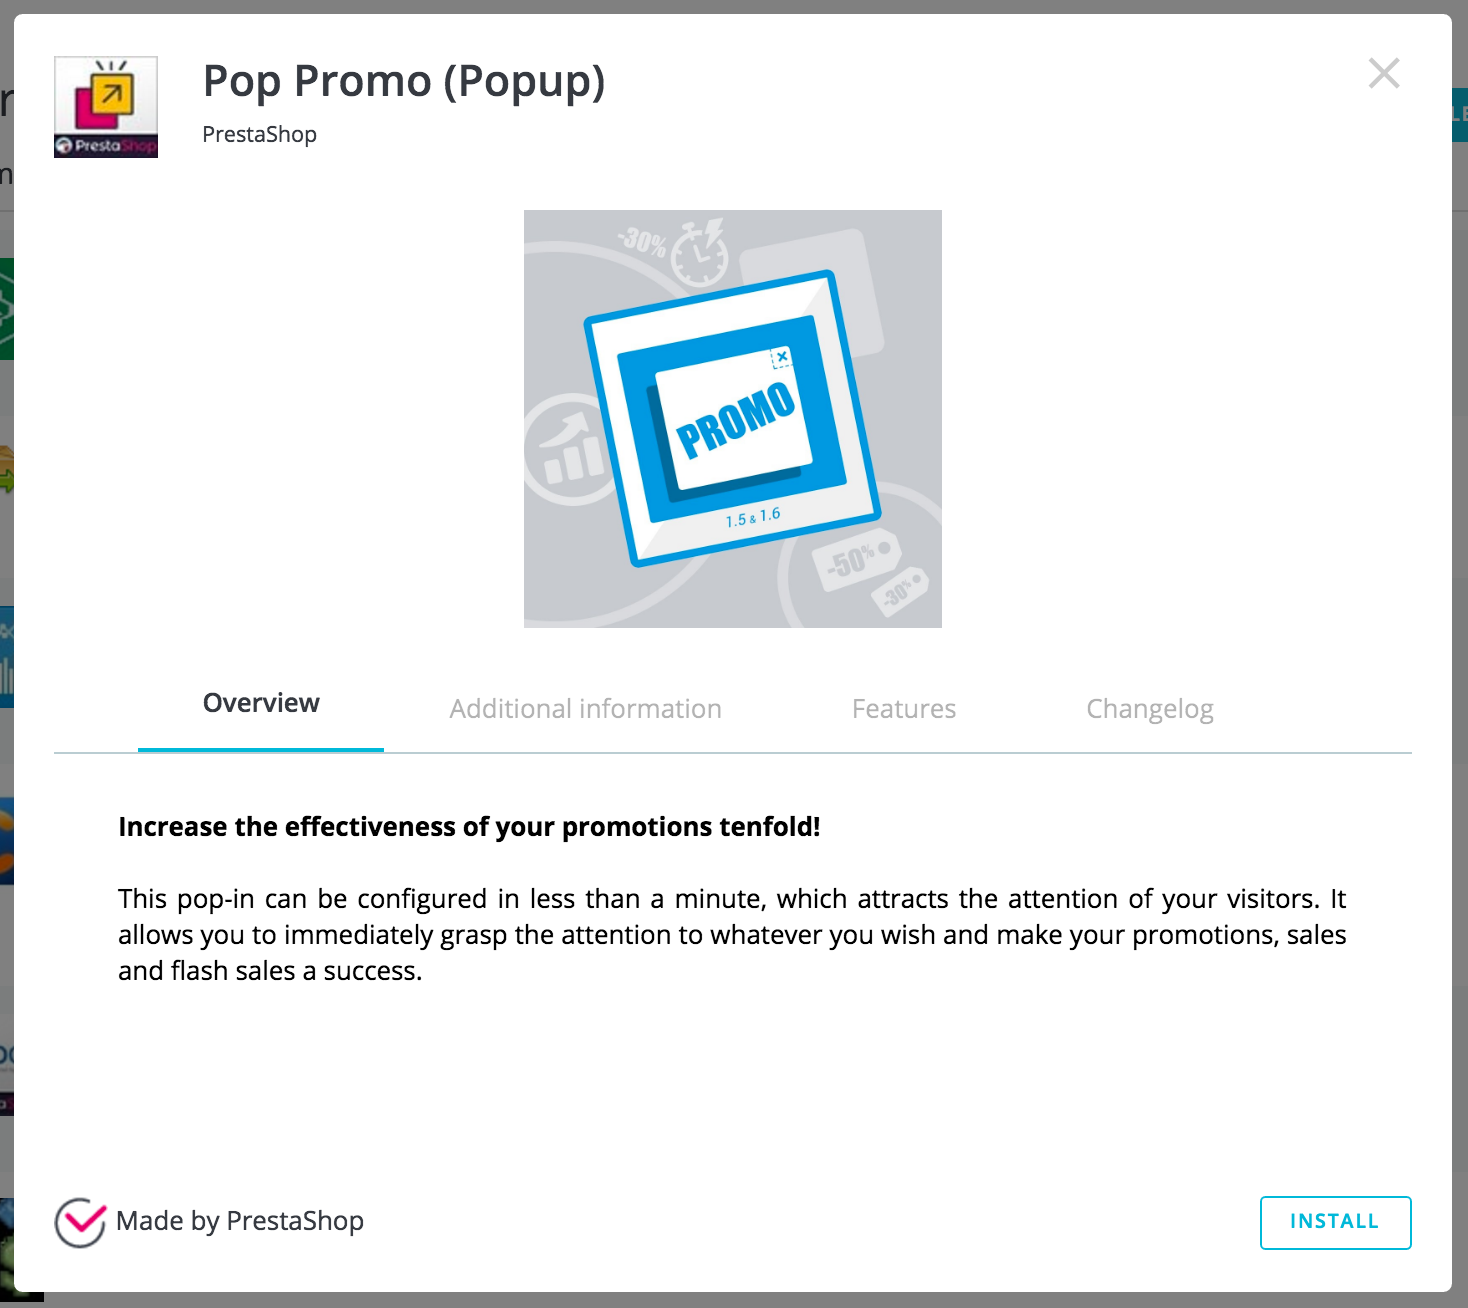 Pop Promo (Popup)
PrestaShop
PrestaShop
-30%
PROMO
1.5 & 1.6
-50%
-30%
Overview
Additional information
Features
Changelog
Increase the effectiveness of your promotions tenfold!
This pop-in can be configured in less than a minute, which attracts the attention of your visitors. It
allows you to immediately grasp the attention to whatever you wish and make your promotions, sales
and flash sales a success.
Made by PrestaShop
INSTALL